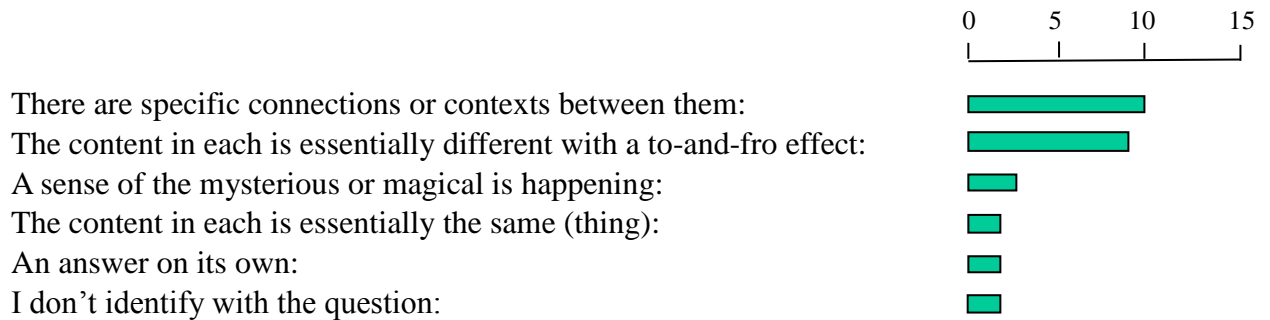 0 5 10 15
There are specific connections or contexts between them:
The content in each is essentially different with a to-and-fro effect:
A sense of the mysterious or magical is happening:
The content in each is essentially the same (thing):
An answer on its own:
I don’t identify with the question: